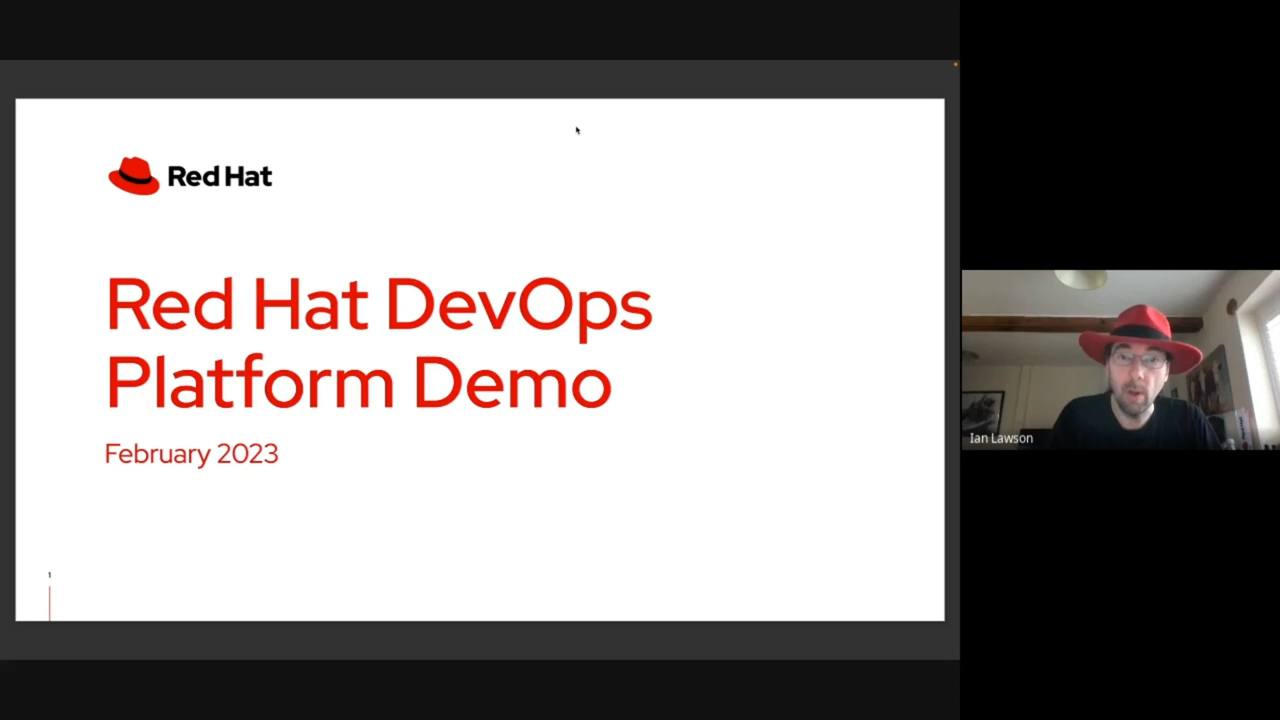 Red Hat
Red Hat DevOps
Platform Demo
February 2023
1
Ian Lawson